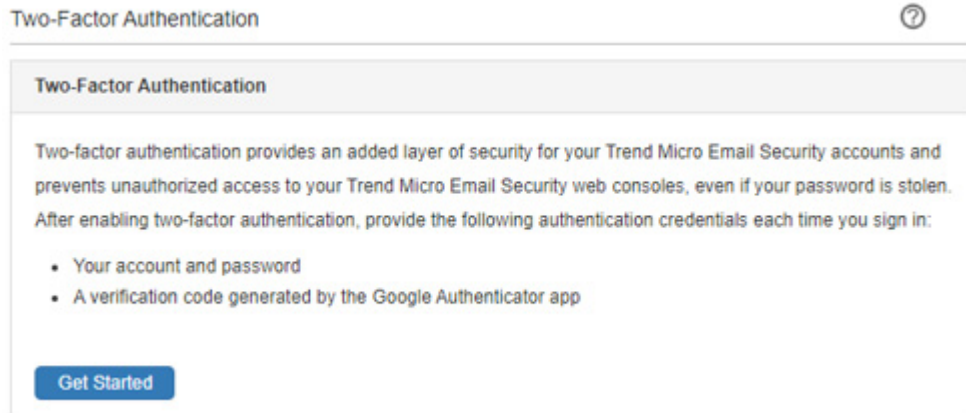 Two-Factor Authentication
Two-Factor Authentication
Two-factor authentication provides an added layer of security for your Trend Micro Email Security accounts and
prevents unauthorized access to your Trend Micro Email Security web consoles, even if your password is stolen.
After enabling two-factor authentication, provide the following authentication credentials each time you sign in:
• Your account and password
• A verification code generated by the Google Authenticator app
Get Started